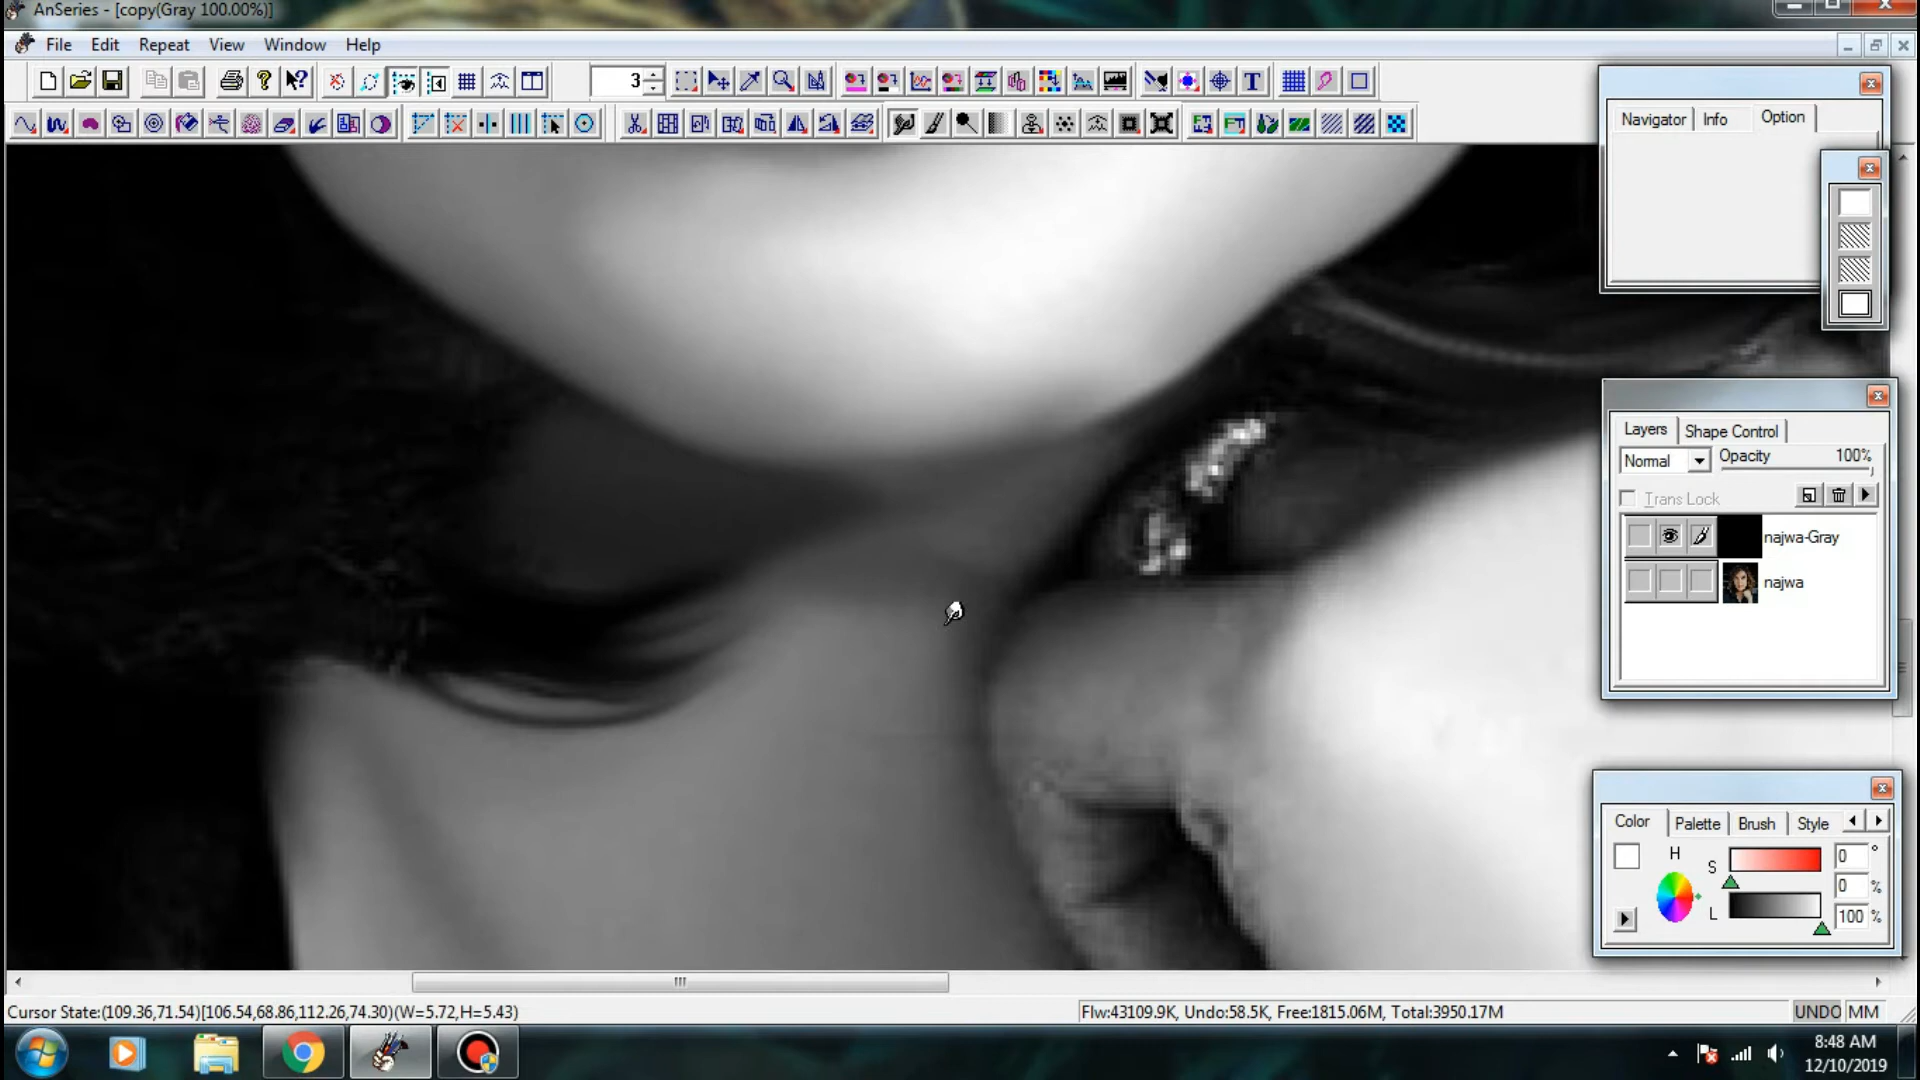 AnSeries - [copy(Gray 100.00%)]
File Edit Repeat View Window Help
3
T
Navigator Info Option
Layers Shape Control
Normal Opacity 100%
Trans Lock
najwa-Gray
najwa
Color Palette Brush Style
H S 0 °
0 %
L 100 %
Cursor State:(109.36,71.54)[106.54,68.86,112.26,74.30)(W=5.72,H=5.43)
Flw:43109.9K, Undo:58.5K, Free:1815.06M, Total:3950.17M
UNDO MM
8:48 AM
12/10/2019